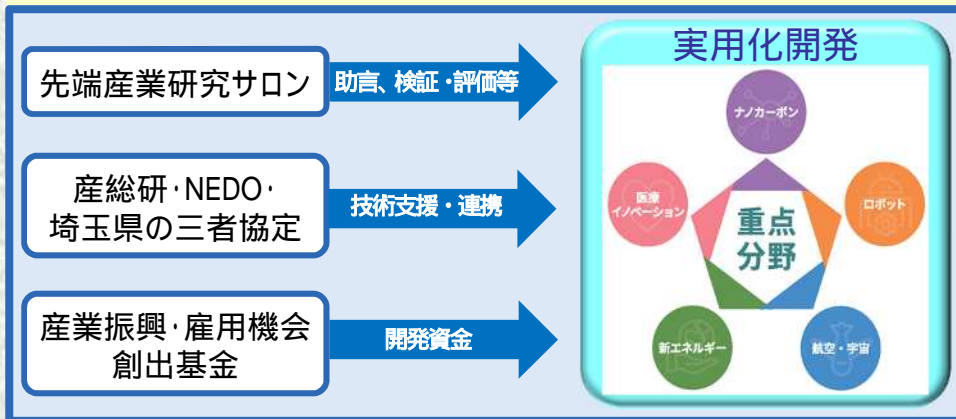 先端産業研究サロン
助言、検証・評価等
産総研・NEDO・
埼玉県の三者協定
技術支援・連携
産業振興・雇用機会
創出基金
開発資金
実用化開発
ナノカーボン
医療
イノベーション
ロボット
重点
分野
新エネルギー
航空・宇宙